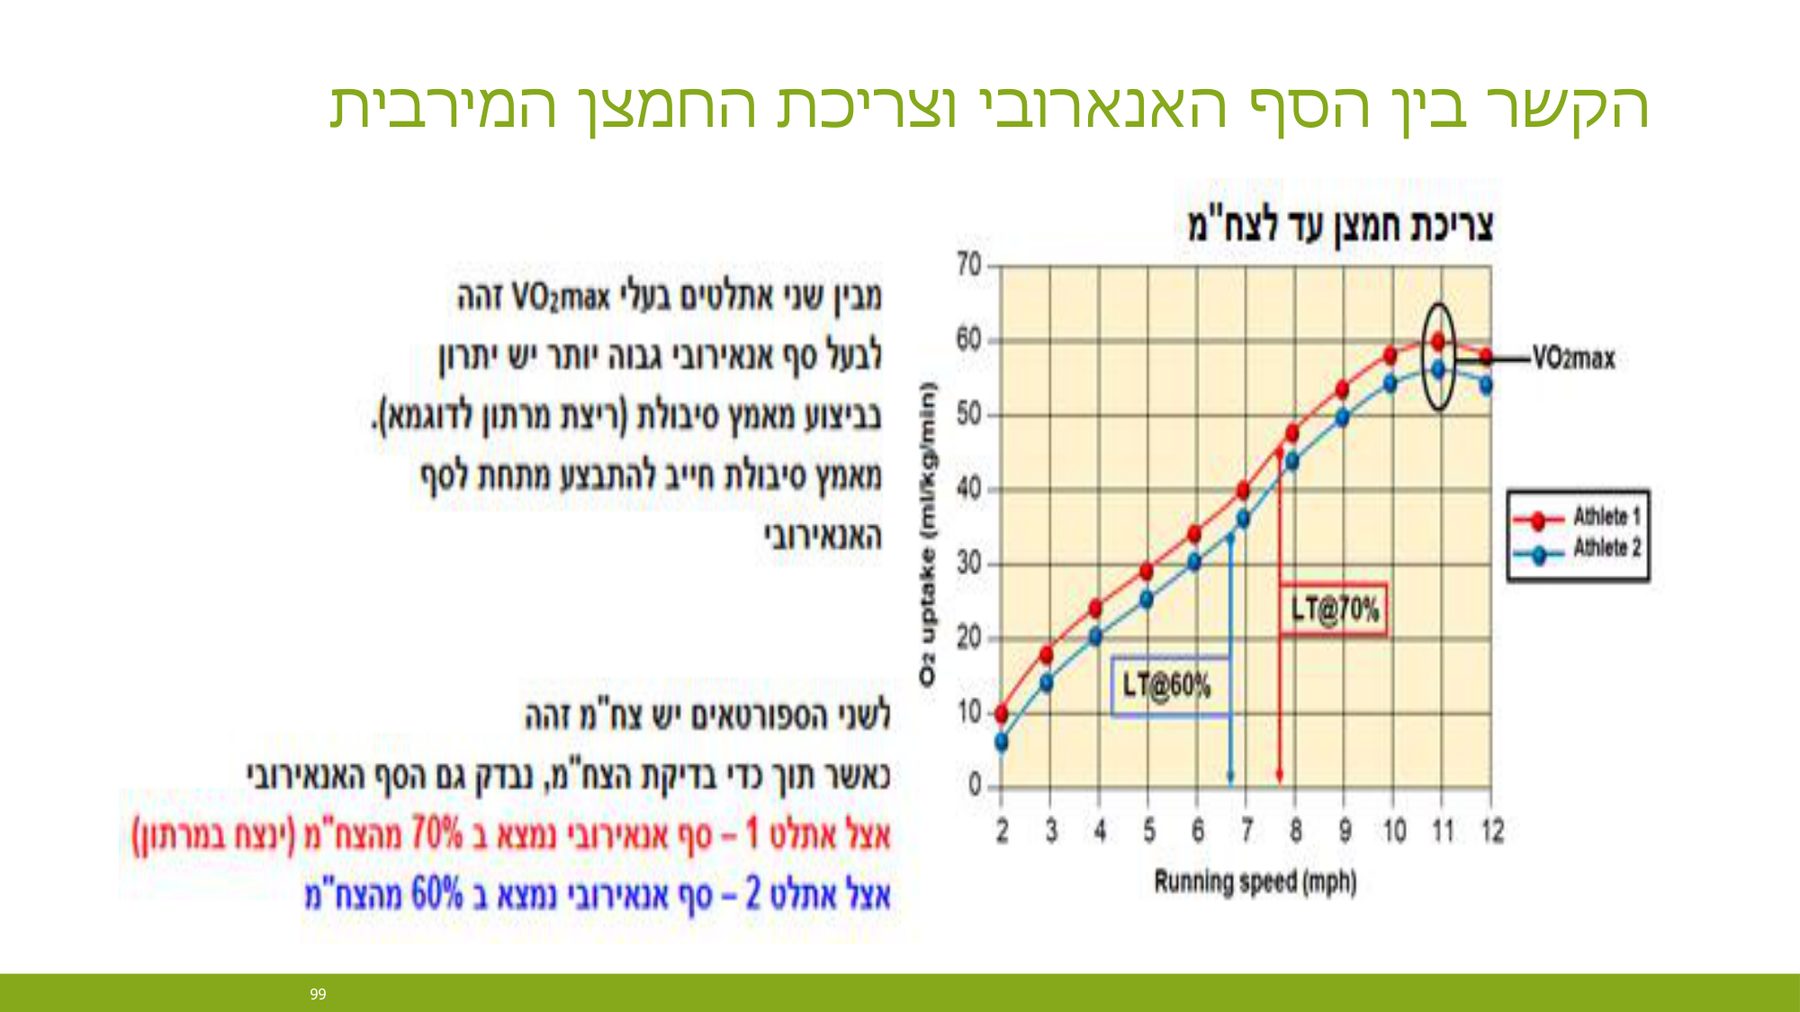 הקשר בין הסף האנארובי וצריכת החמצן המירבית
מבין שני אתלטים בעלי VO₂max זהה
לבעל סף אנאירובי גבוה יותר יש יתרון
בביצוע מאמץ סיבולת (ריצת מרתון לדוגמא).
מאמץ סיבולת חייב להתבצע מתחת לסף
האנאירובי
לשני הספורטאים יש צח"מ זהה
כאשר תוך כדי בדיקת הצח"מ, נבדק גם הסף האנאירובי
אצל אתלט 1 – סף אנאירובי נמצא ב 70% מהצח"מ (ינצח במרתון)
אצל אתלט 2 – סף אנאירובי נמצא ב 60% מהצח"מ
צריכת חמצן עד לצח"מ
O₂ uptake (ml/kg/min)
70
60
50
40
30
20
10
0
VO₂max
Athlete 1
Athlete 2
LT@70%
LT@60%
2 3 4 5 6 7 8 9 10 11 12
Running speed (mph)
99